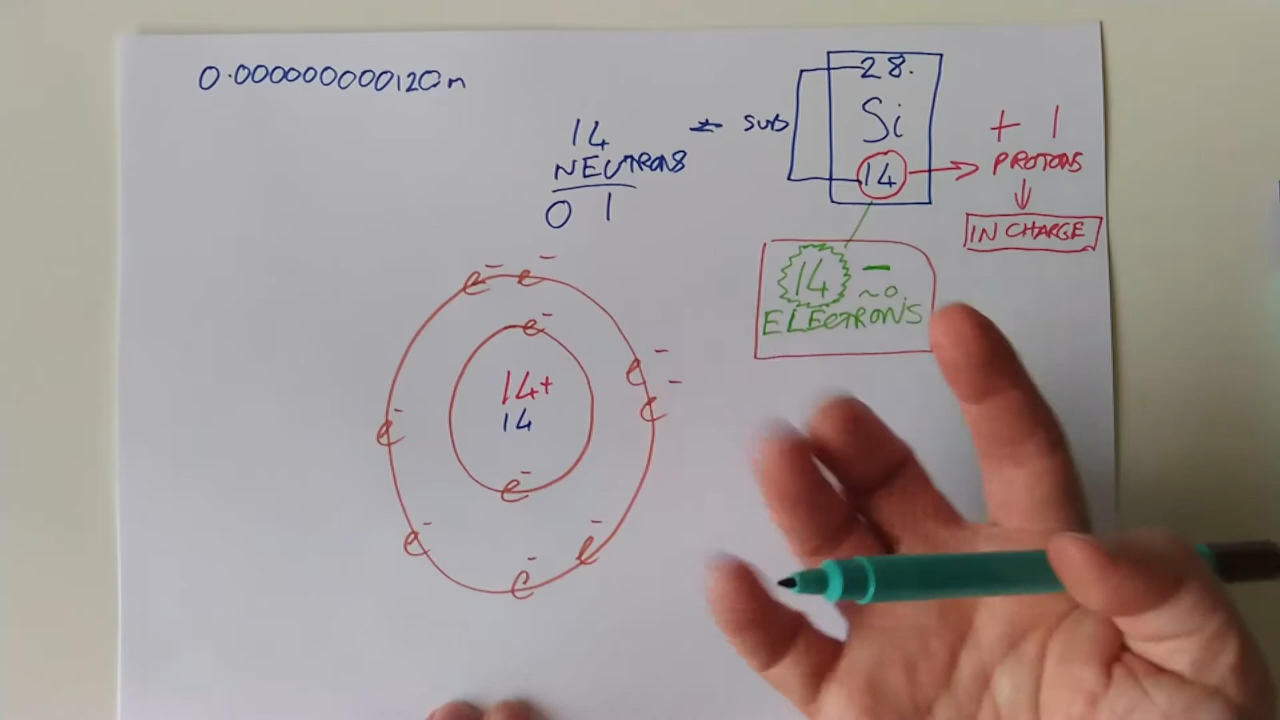 0.000000000120m
28.
Si
14
SUB
14
NEUTRONS
0 1
+ 1
PROTONS
IN CHARGE
14 -
~0
ELECTRONS
e⁻ e⁻
e⁻
e⁻
e⁻
14+
14
e⁻
e⁻
e⁻
e⁻
e⁻